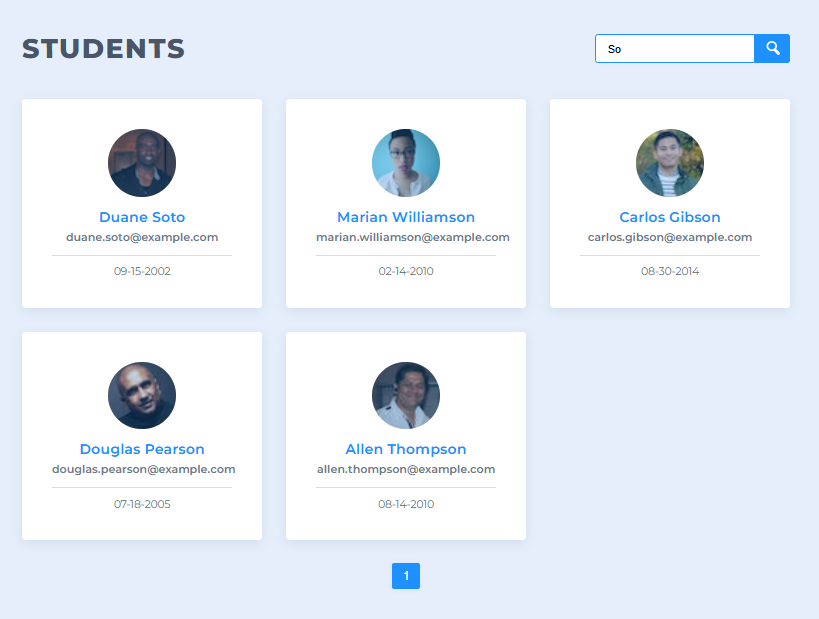 STUDENTS
So
Duane Soto
duane.soto@example.com
09-15-2002
Marian Williamson
marian.williamson@example.com
02-14-2010
Carlos Gibson
carlos.gibson@example.com
08-30-2014
Douglas Pearson
douglas.pearson@example.com
07-18-2005
Allen Thompson
allen.thompson@example.com
08-14-2010
1